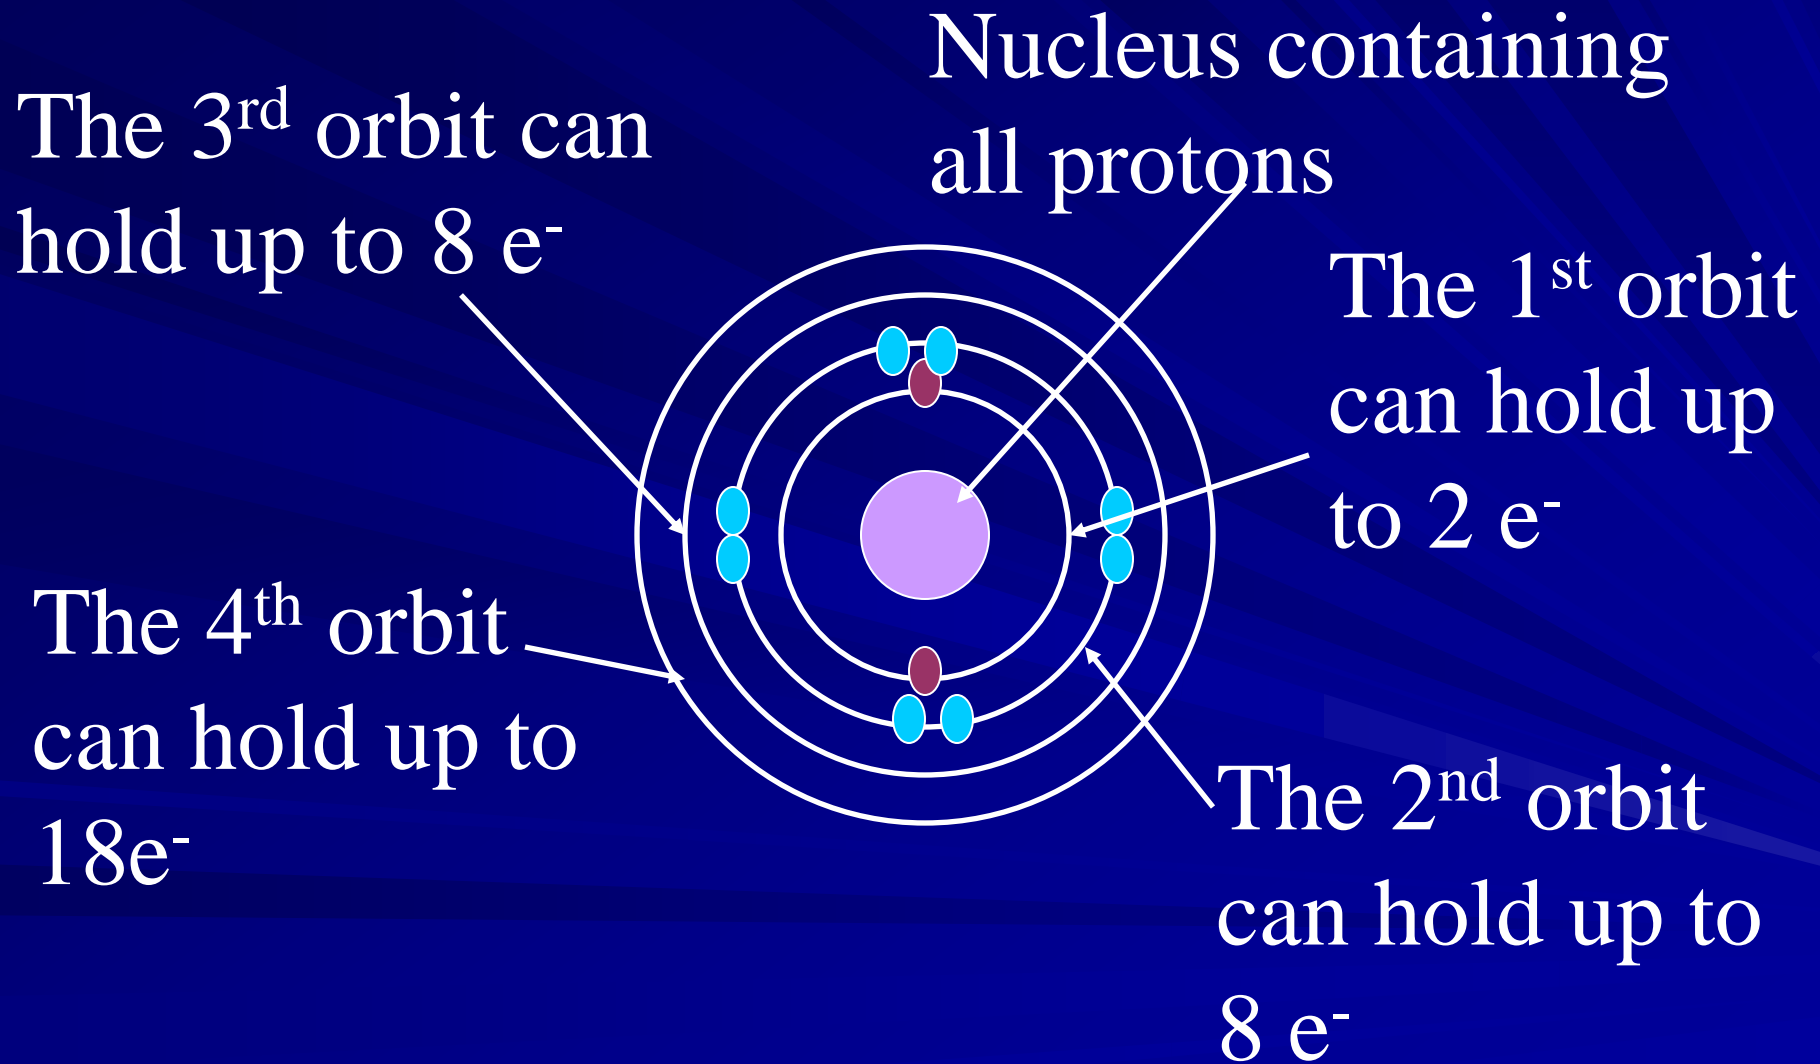 Nucleus containing
all protons
The 3rd orbit can
hold up to 8 e-
The 1st orbit
can hold up
to 2 e-
The 4th orbit
can hold up to
18e-
The 2nd orbit
can hold up to
8 e-